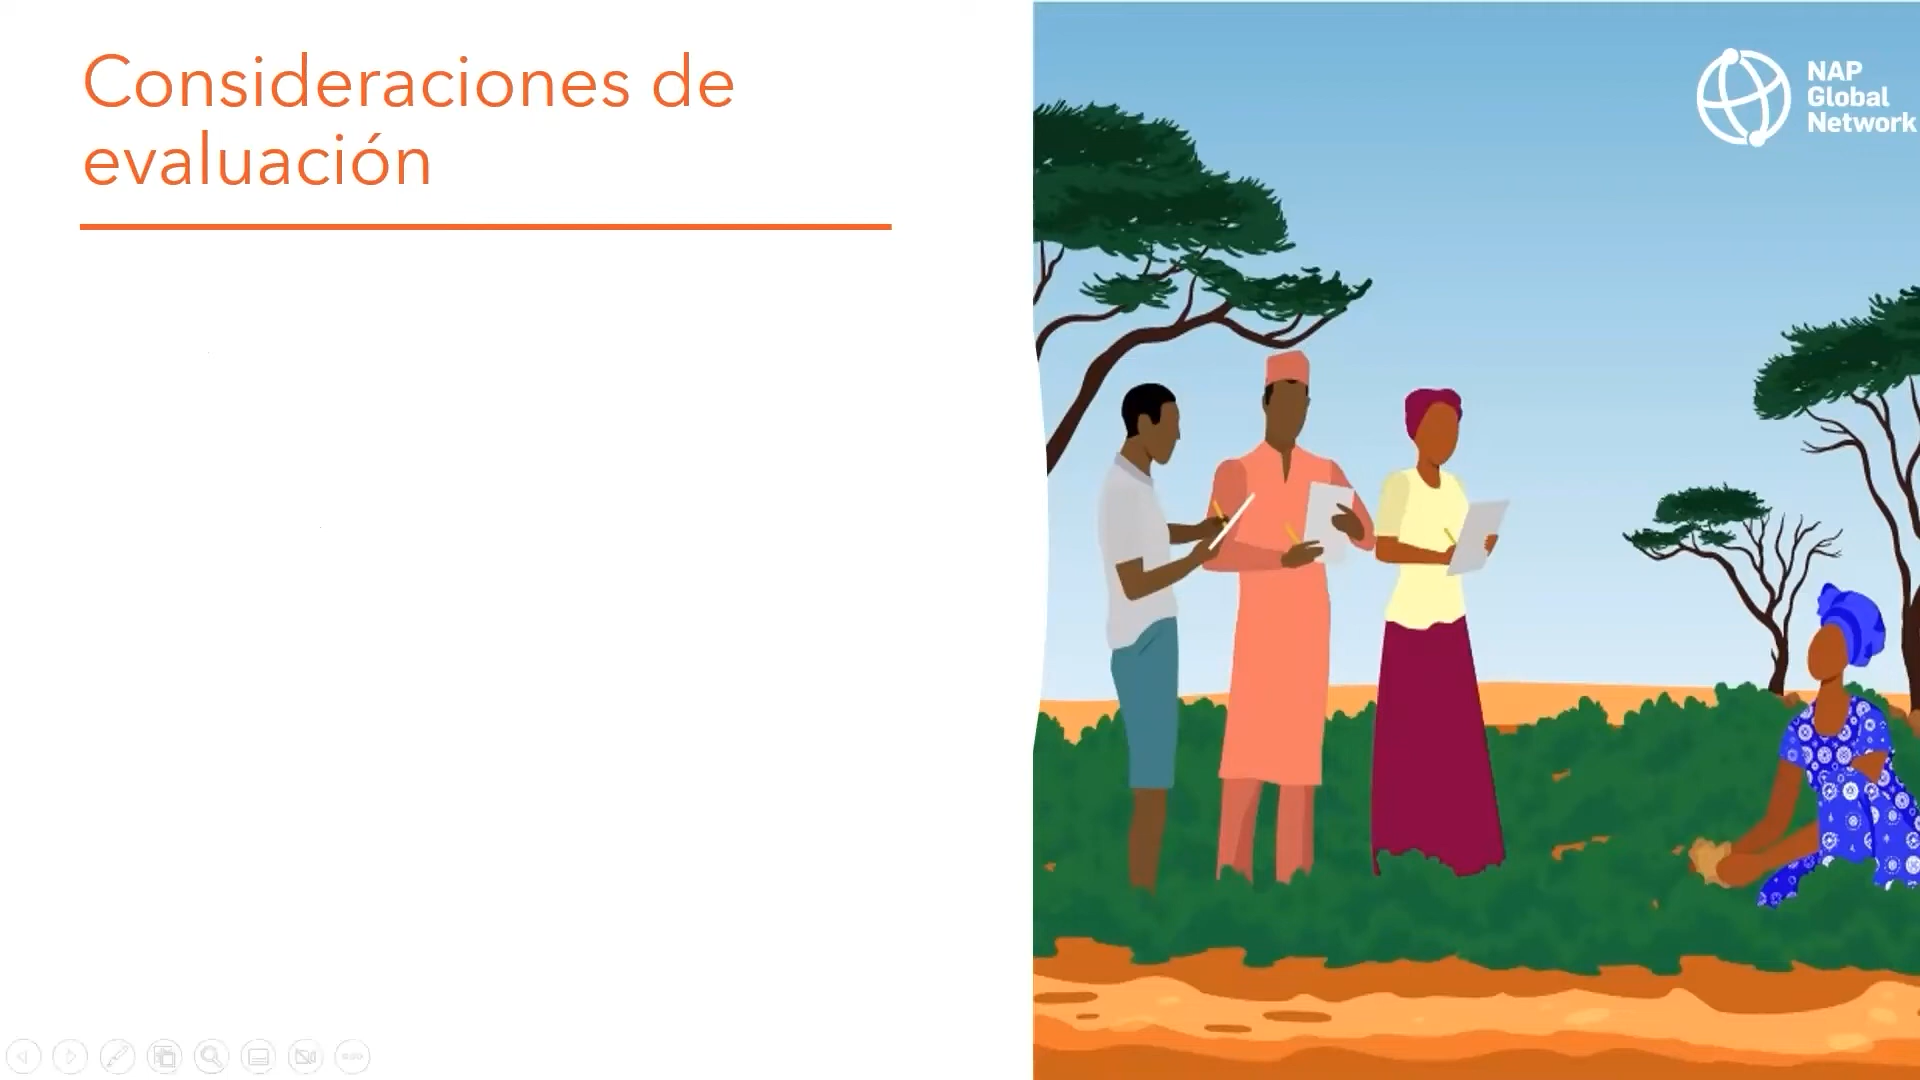 Consideraciones de
evaluación
NAP
Global
Network